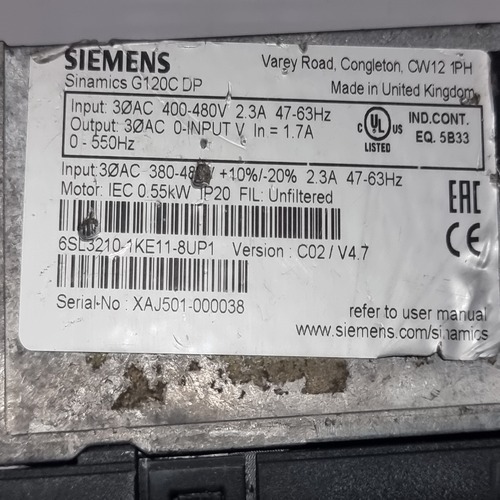 SIEMENS
Sinamics G120C DP
Varey Road, Congleton, CW12 1PH
Made in United Kingdom
Input: 3ØAC 400-480V 2.3A 47-63Hz
Output: 3ØAC 0-INPUT V In = 1.7A
0 - 550Hz
C UL US
LISTED
IND.CONT.
EQ. 5B33
Input:3ØAC 380-480V +10%/-20% 2.3A 47-63Hz
Motor: IEC 0.55kW IP20 FIL: Unfiltered
EAC
CE
6SL3210-1KE11-8UP1 Version : C02 / V4.7
Serial-No : XAJ501-000038
refer to user manual
www.siemens.com/sinamics